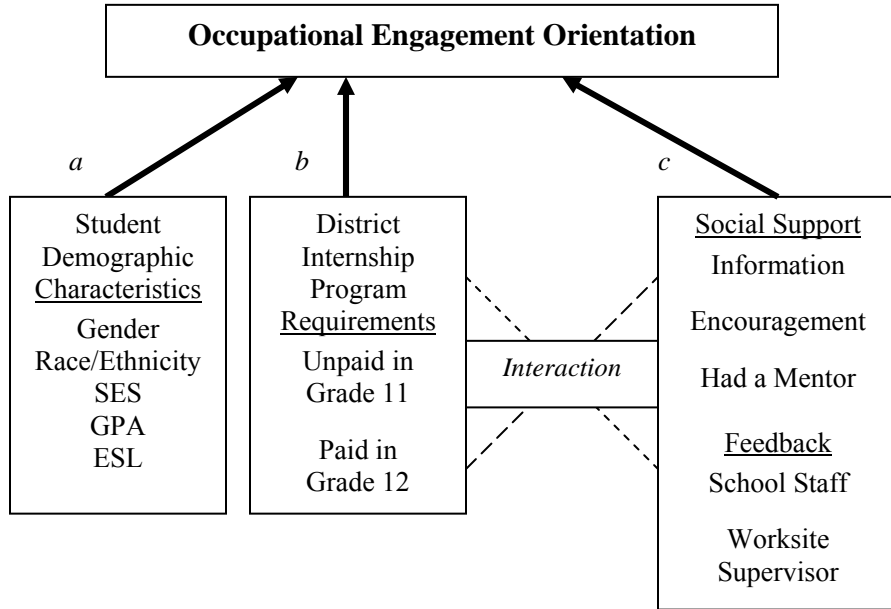 Occupational Engagement Orientation
a
b
c
Student
Demographic
Characteristics
Gender
Race/Ethnicity
SES
GPA
ESL
District
Internship
Program
Requirements
Unpaid in
Grade 11
Paid in
Grade 12
Interaction
Social Support
Information
Encouragement
Had a Mentor
Feedback
School Staff
Worksite
Supervisor